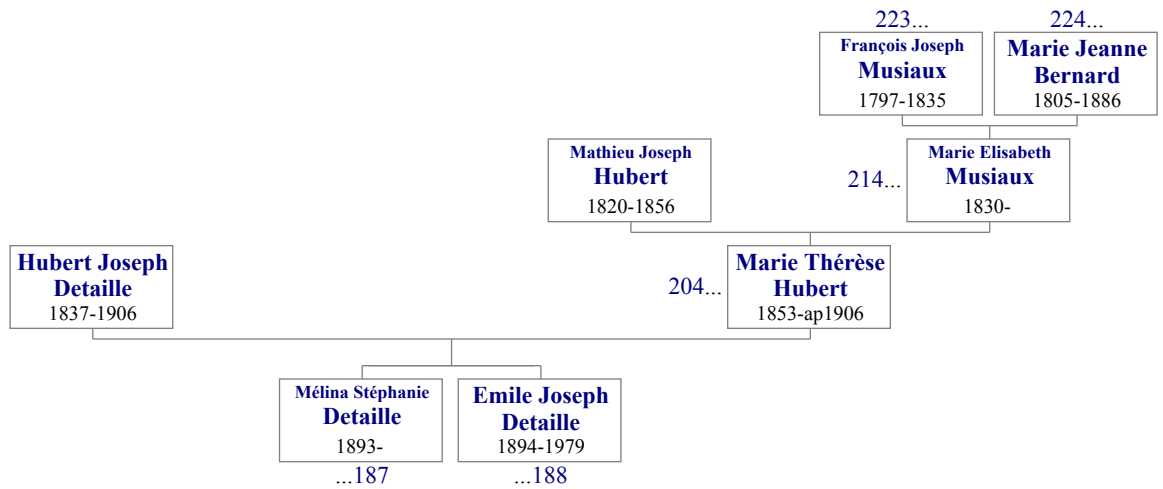 223...
224...
François Joseph
Musiaux
1797-1835
Marie Jeanne
Bernard
1805-1886
Mathieu Joseph
Hubert
1820-1856
214...
Marie Elisabeth
Musiaux
1830-
Hubert Joseph
Detaille
1837-1906
204...
Marie Thérèse
Hubert
1853-ap1906
Mélina Stéphanie
Detaille
1893-
Emile Joseph
Detaille
1894-1979
...187
...188